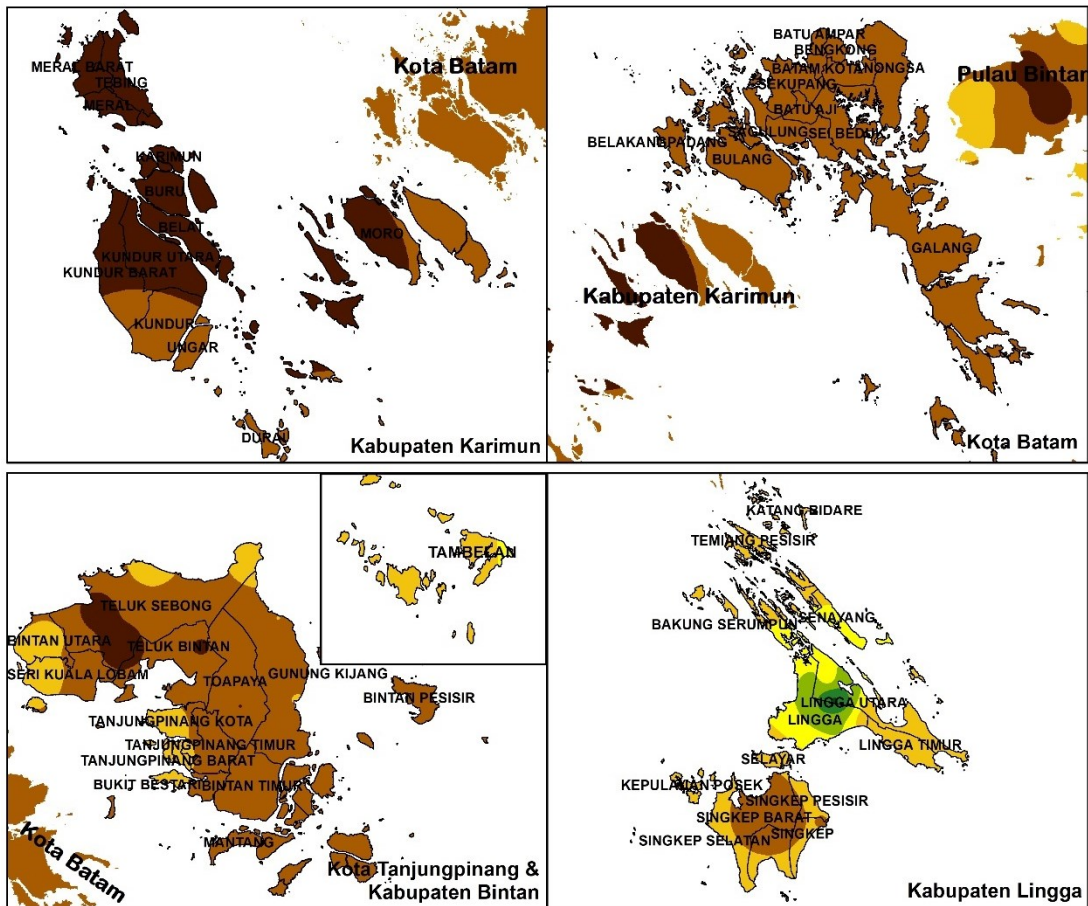 MERAL BARAT
TEBING
MERAL
Kota Batam
KARIMUN
BURU
BELAT
MORO
KUNDUR UTARA
KUNDUR BARAT
KUNDUR
UNGAR
DURAI
Kabupaten Karimun
BATU AMPAR
BENGKONG
BATAM KOTA
NONGSA
SEKUPANG
Pulau Bintan
BATU AJI
SAGULUNG
SEI BEDUK
BELAKANGPADANG
BULANG
GALANG
Kabupaten Karimun
Kota Batam
TAMBELAN
TELUK SEBONG
BINTAN UTARA
TELUK BINTAN
SERI KUALA LOBAM
TOAPAYA
GUNUNG KIJANG
BINTAN PESISIR
TANJUNGPINANG KOTA
TANJUNGPINANG TIMUR
TANJUNGPINANG BARAT
BUKIT BESTARI
BINTAN TIMUR
MANTANG
Kota Batam
Kota Tanjungpinang &
Kabupaten Bintan
KATANG BIDARE
TEMIANG PESISIR
BAKUNG SERUMPUN
SENAYANG
LINGGA UTARA
LINGGA
LINGGA TIMUR
SELAYAR
KEPULAUAN POSEK
SINGKEP PESISIR
SINGKEP BARAT
SINGKEP
SINGKEP SELATAN
Kabupaten Lingga